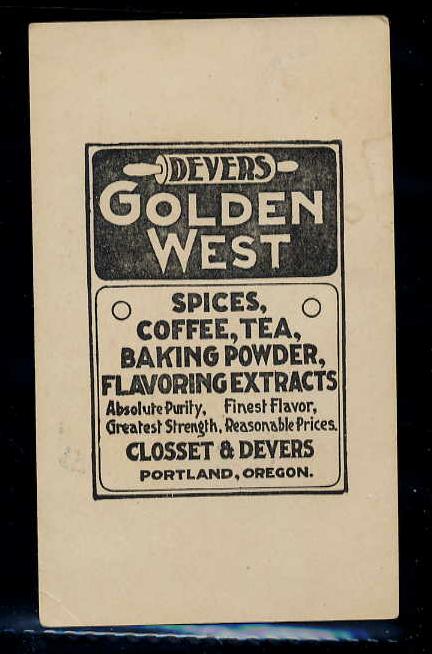 DEVERS
GOLDEN
WEST
SPICES,
COFFEE, TEA,
BAKING POWDER,
FLAVORING EXTRACTS
Absolute Purity, Finest Flavor,
Greatest Strength, Reasonable Prices.
CLOSSET & DEVERS
PORTLAND, OREGON.